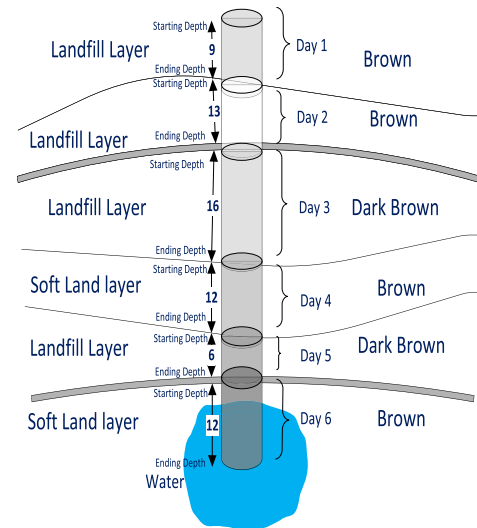 Starting Depth
Landfill Layer
9
Day 1
Brown
Ending Depth
Starting Depth
13
Day 2
Brown
Landfill Layer
Ending Depth
Starting Depth
Landfill Layer
16
Day 3
Dark Brown
Ending Depth
Starting Depth
Soft Land layer
12
Day 4
Brown
Ending Depth
Starting Depth
Landfill Layer
6
Day 5
Dark Brown
Ending Depth
Starting Depth
Soft Land layer
12
Day 6
Brown
Ending Depth
Water